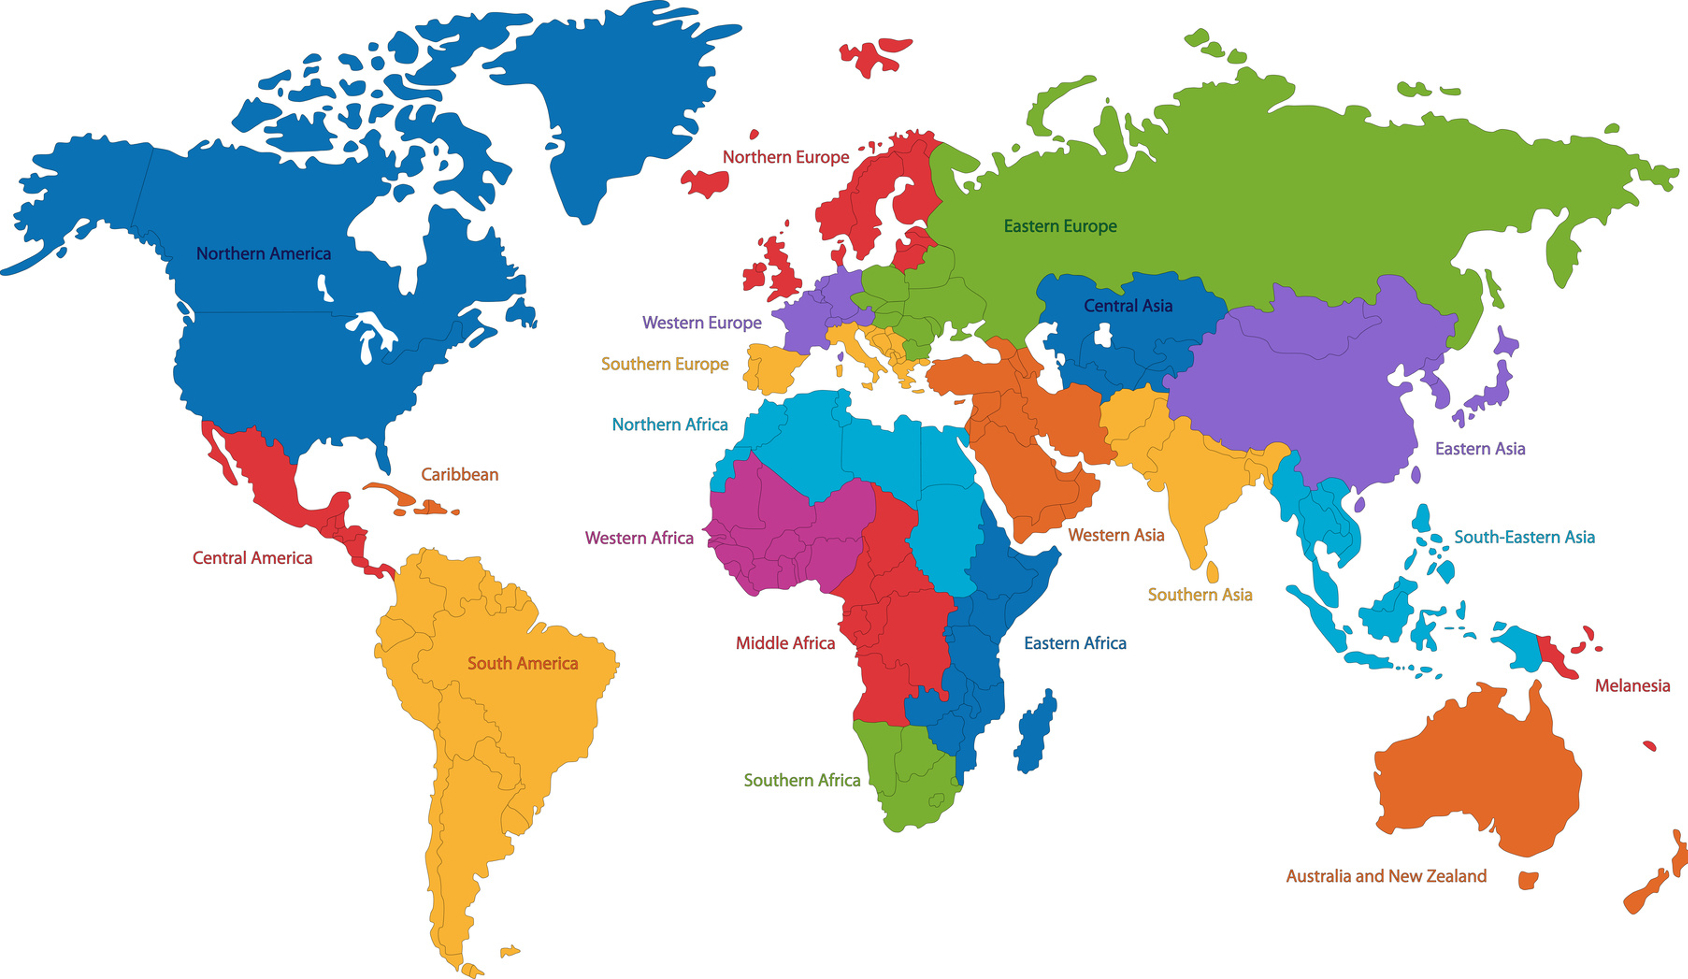 Northern Europe
Eastern Europe
Northern America
Central Asia
Western Europe
Southern Europe
Northern Africa
Eastern Asia
Caribbean
Western Asia
South-Eastern Asia
Western Africa
Central America
Southern Asia
Middle Africa
Eastern Africa
South America
Melanesia
Southern Africa
Australia and New Zealand